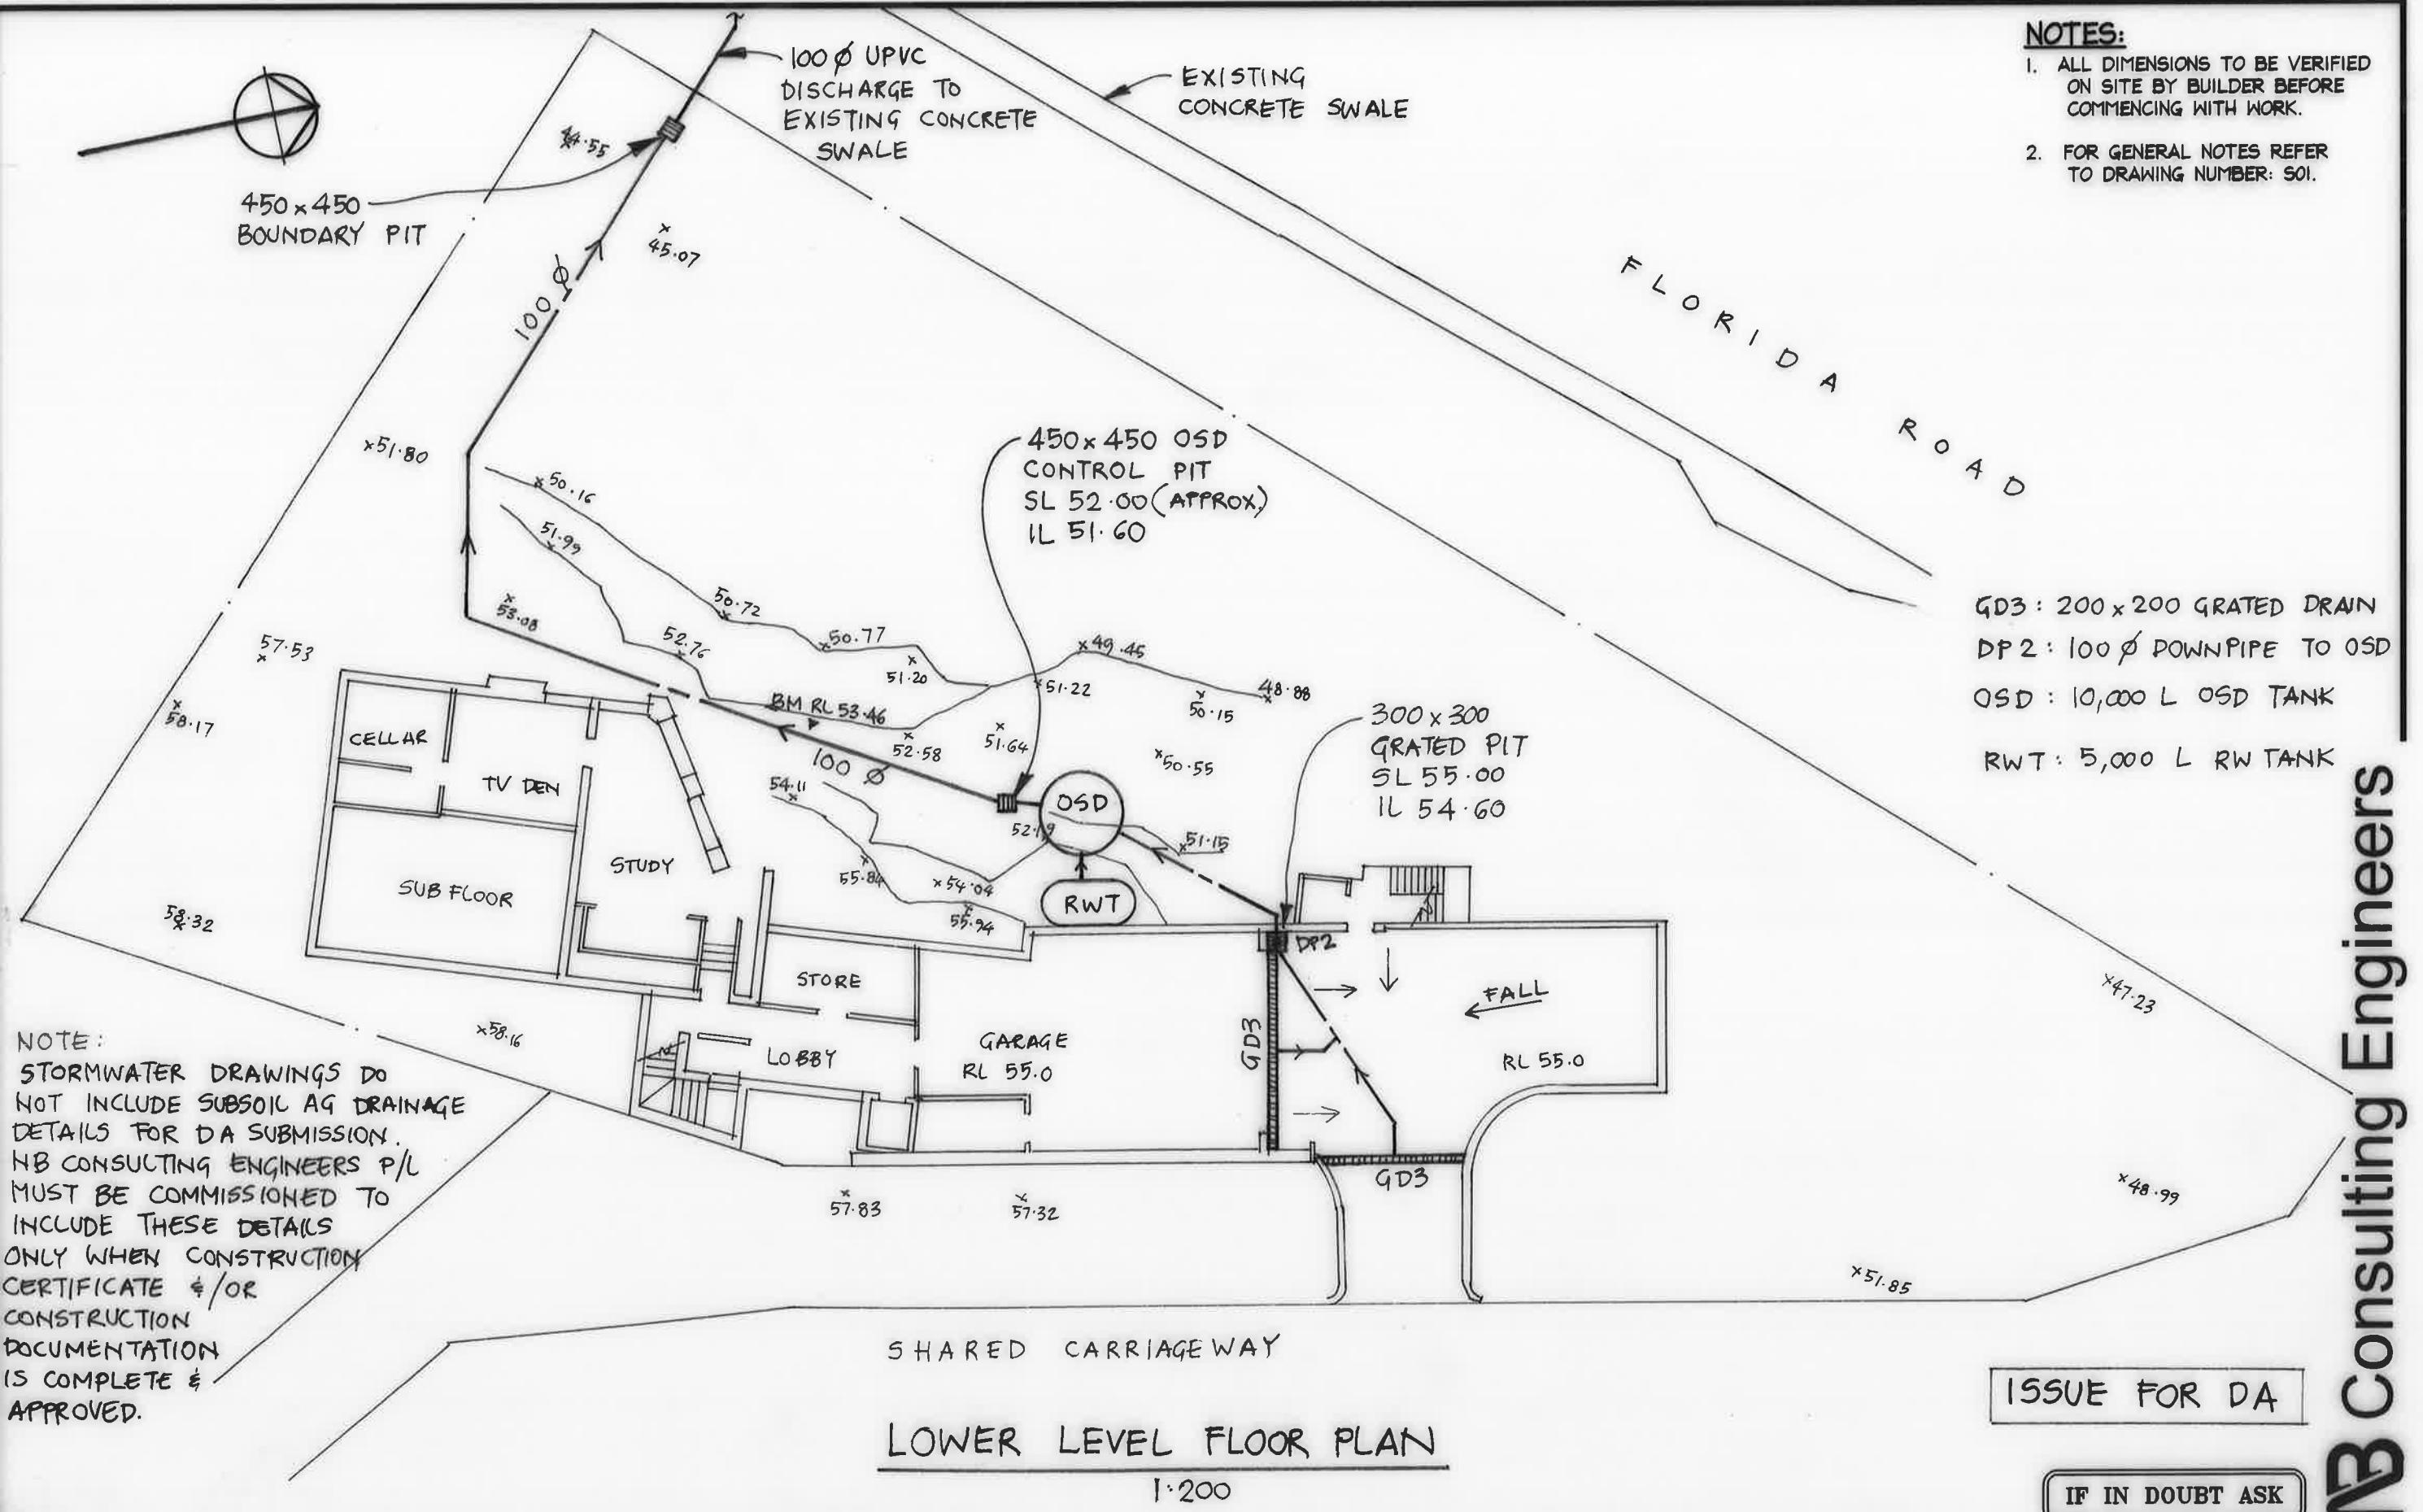 100 Ø UPVC
DISCHARGE TO
EXISTING CONCRETE
SWALE
EXISTING
CONCRETE SWALE
NOTES:
1. ALL DIMENSIONS TO BE VERIFIED
ON SITE BY BUILDER BEFORE
COMMENCING WITH WORK.
2. FOR GENERAL NOTES REFER
TO DRAWING NUMBER: S01.
44.55
450 x 450
BOUNDARY PIT
45.07
100 Ø
FLORIDA ROAD
x51.80
450 x 450 OSD
CONTROL PIT
SL 52.00 (APPROX.)
IL 51.60
x50.16
51.99
53.08
50.72
52.76
x50.77
51.20
x49.45
x51.22
50.15
48.88
57.53
58.17
BM RL 53.46
52.58
51.64
x50.55
100 Ø
GD3 : 200 x 200 GRATED DRAIN
DP2 : 100 Ø DOWNPIPE TO OSD
OSD : 10,000 L OSD TANK
RWT : 5,000 L RW TANK
300 x 300
GRATED PIT
SL 55.00
IL 54.60
CELLAR
TV DEN
54.11
OSD
52.19
x51.15
SUB FLOOR
STUDY
55.84
x54.04
55.94
RWT
58.32
DP2
STORE
FALL
x47.23
x58.16
LOBBY
GARAGE
RL 55.0
GD3
RL 55.0
NOTE:
STORMWATER DRAWINGS DO
NOT INCLUDE SUBSOIL AG DRAINAGE
DETAILS FOR DA SUBMISSION.
NB CONSULTING ENGINEERS P/L
MUST BE COMMISSIONED TO
INCLUDE THESE DETAILS
ONLY WHEN CONSTRUCTION
CERTIFICATE &/OR
CONSTRUCTION
DOCUMENTATION
IS COMPLETE &
APPROVED.
GD3
57.83
57.32
x48.99
x51.85
SHARED CARRIAGEWAY
LOWER LEVEL FLOOR PLAN
1:200
ISSUE FOR DA
IF IN DOUBT ASK
B Consulting Engineers